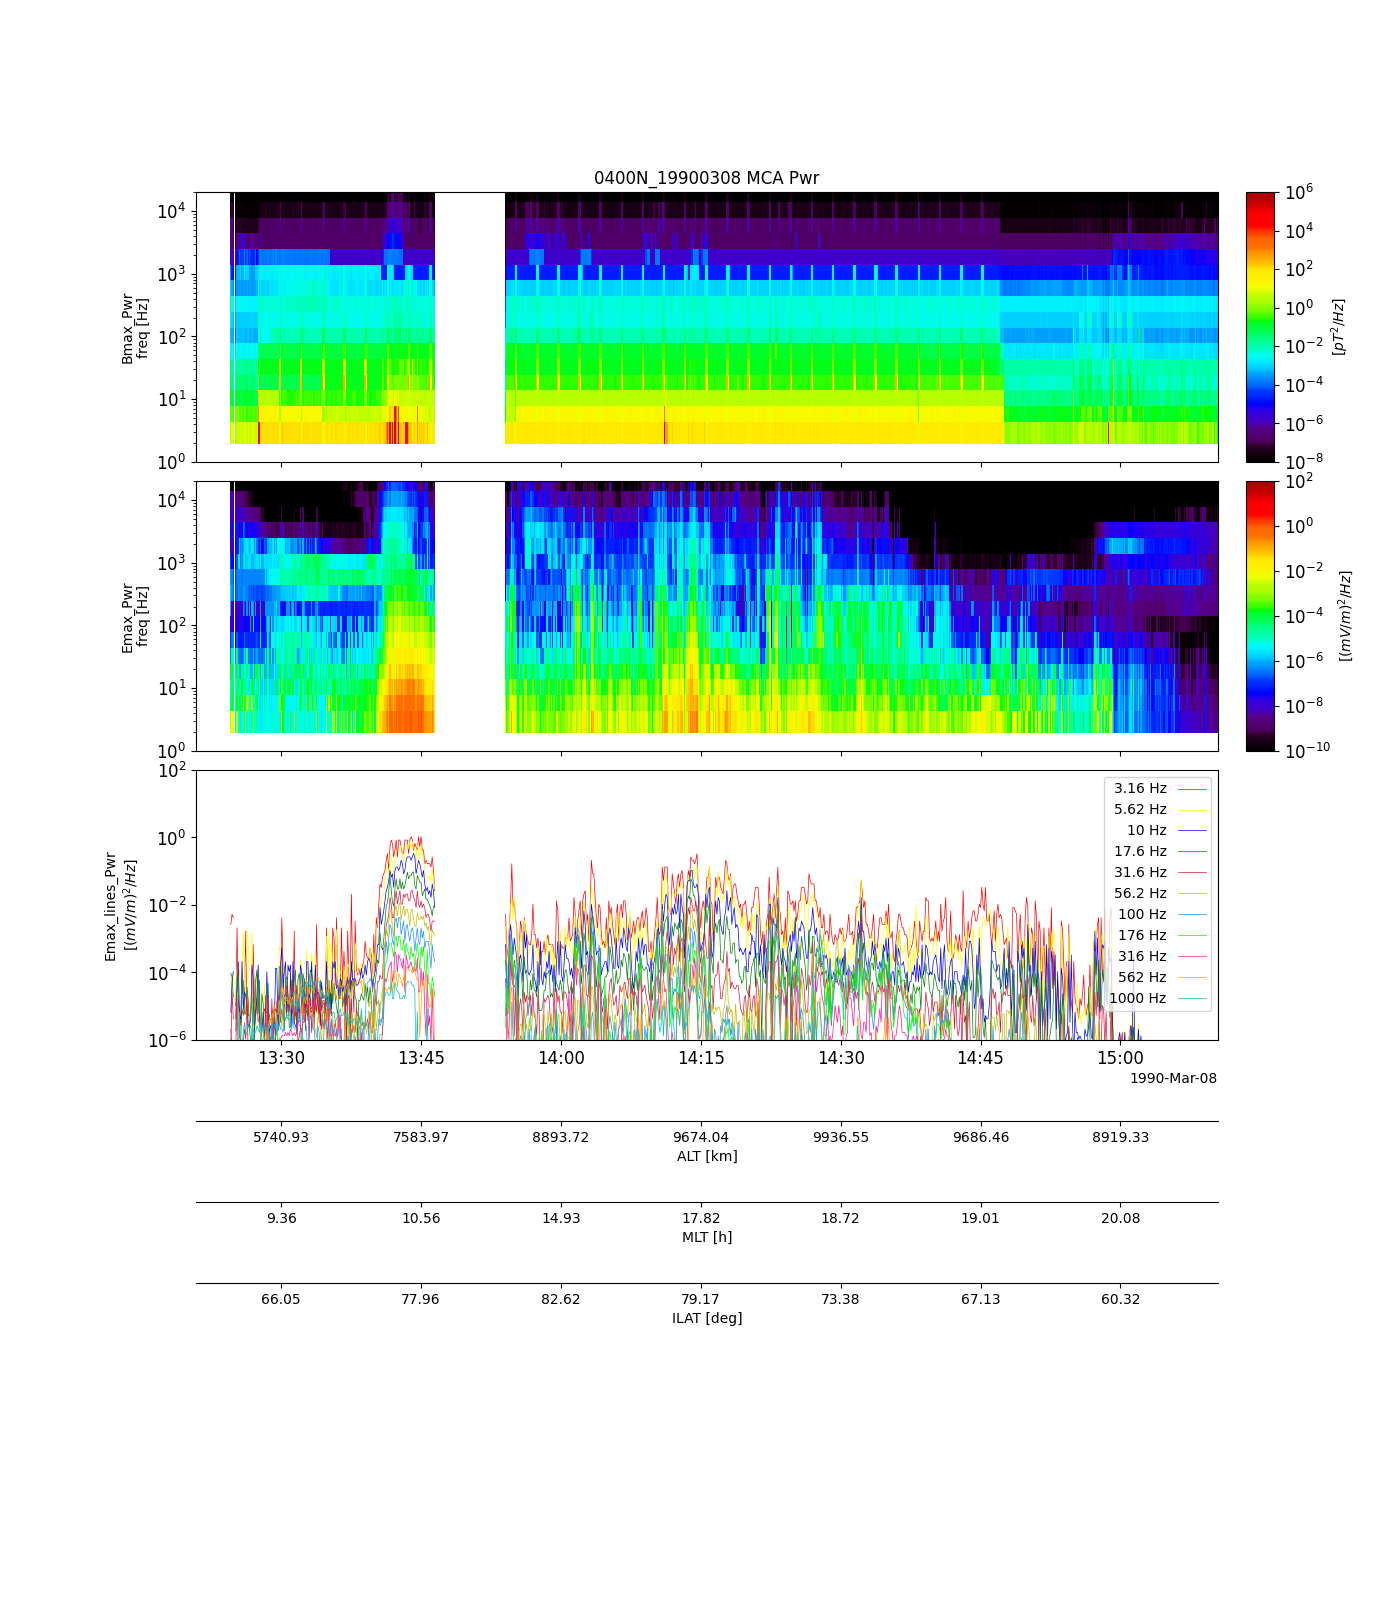 0400N_19900308 MCA Pwr
10^4
10^3
10^2
10^1
10^0
Bmax_Pwr
freq [Hz]
10^6
10^4
10^2
10^0
10^-2
10^-4
10^-6
10^-8
[pT^2/Hz]
10^4
10^3
10^2
10^1
10^0
Emax_Pwr
freq [Hz]
10^2
10^0
10^-2
10^-4
10^-6
10^-8
10^-10
[(mV/m)^2/Hz]
10^2
10^0
10^-2
10^-4
10^-6
Emax_lines_Pwr
[(mV/m)^2/Hz]
3.16 Hz
5.62 Hz
10 Hz
17.6 Hz
31.6 Hz
56.2 Hz
100 Hz
176 Hz
316 Hz
562 Hz
1000 Hz
13:30 13:45 14:00 14:15 14:30 14:45 15:00
1990-Mar-08
5740.93 7583.97 8893.72 9674.04 9936.55 9686.46 8919.33
ALT [km]
9.36 10.56 14.93 17.82 18.72 19.01 20.08
MLT [h]
66.05 77.96 82.62 79.17 73.38 67.13 60.32
ILAT [deg]